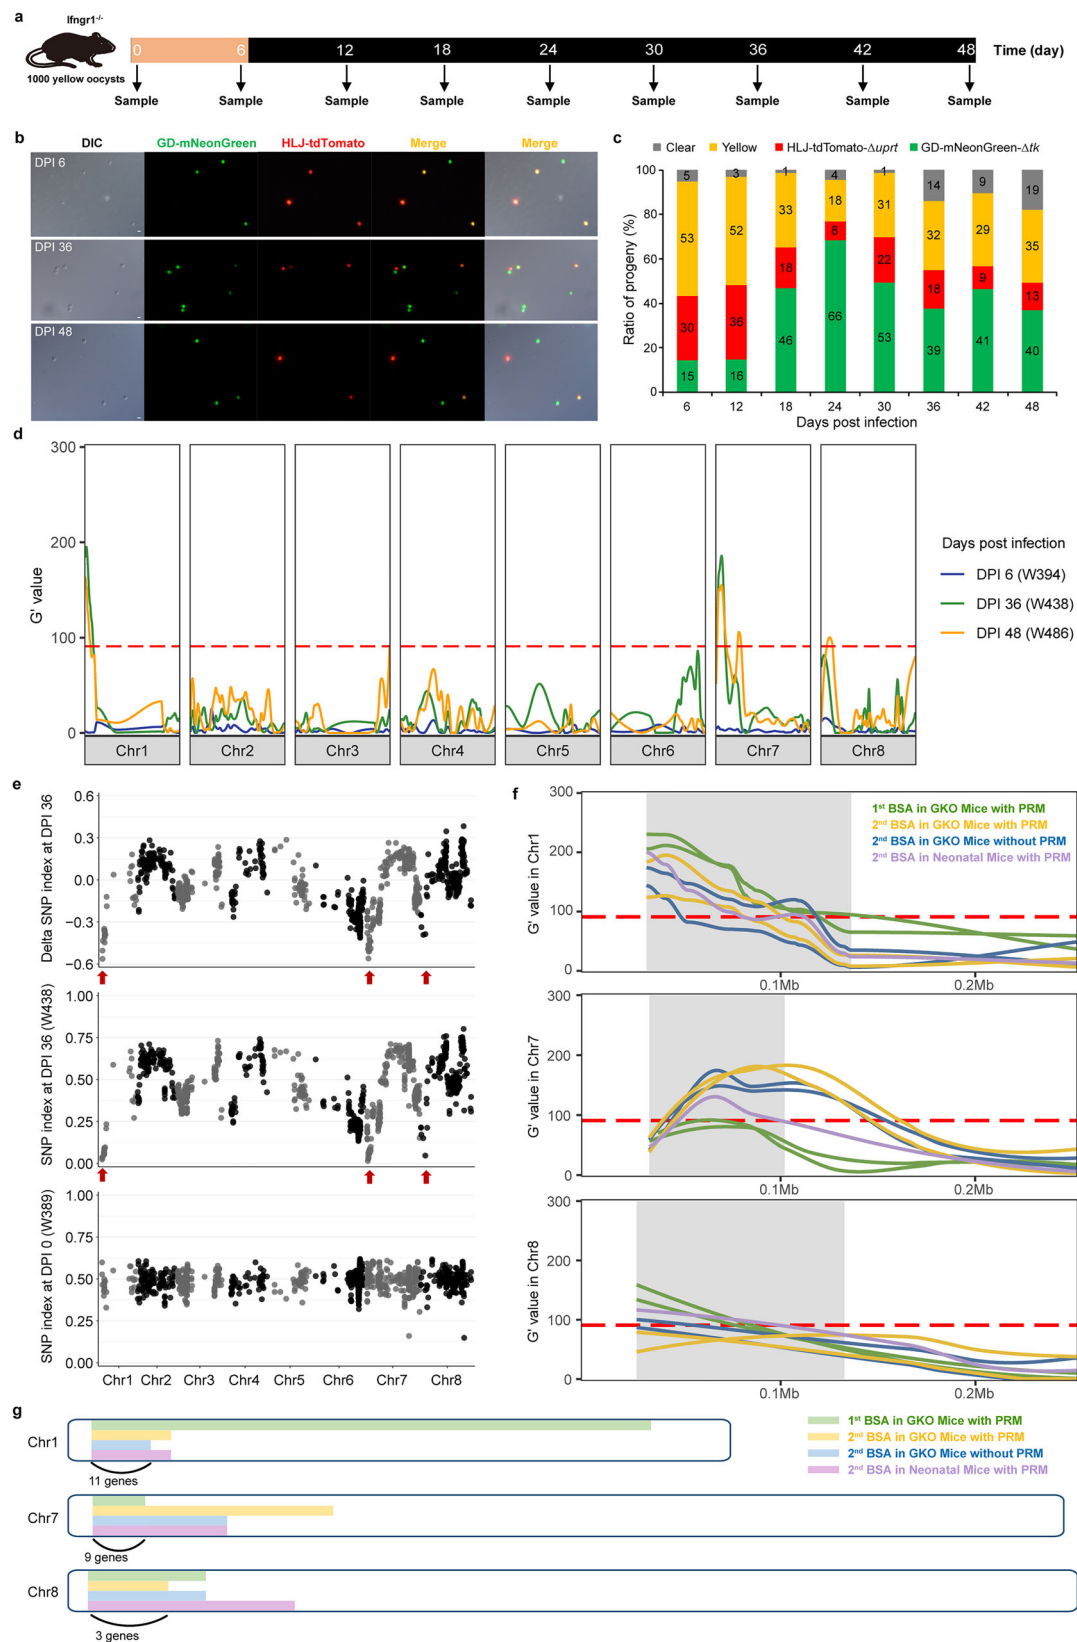 a
Ifngr1-/-
1000 yellow oocysts
0 6 12 18 24 30 36 42 48 Time (day)
Sample Sample Sample Sample Sample Sample Sample Sample Sample
b
DIC GD-mNeonGreen HLJ-tdTomato Merge Merge
DPI 6
DPI 36
DPI 48
c
Clear Yellow HLJ-tdTomato-Δuprt GD-mNeonGreen-Δtk
Ratio of progeny (%)
100
80
60
40
20
0
5 3 1 4 1 14 9 19
53 52 33 18 31 32 29 35
30 36 18 8 22 18 9 13
15 16 46 66 53 39 41 40
6 12 18 24 30 36 42 48
Days post infection
d
G' value
300
200
100
0
Chr1 Chr2 Chr3 Chr4 Chr5 Chr6 Chr7 Chr8
Days post infection
DPI 6 (W394)
DPI 36 (W438)
DPI 48 (W486)
e
Delta SNP index at DPI 36
0.6
0.3
0.0
−0.3
−0.6
SNP index at DPI 36 (W438)
1.00
0.75
0.50
0.25
0.00
SNP index at DPI 0 (W389)
1.00
0.75
0.50
0.25
0.00
Chr1 Chr2 Chr3 Chr4 Chr5 Chr6 Chr7 Chr8
f
G' value in Chr1
300
200
100
0
0.1Mb 0.2Mb
1st BSA in GKO Mice with PRM
2nd BSA in GKO Mice with PRM
2nd BSA in GKO Mice without PRM
2nd BSA in Neonatal Mice with PRM
G' value in Chr7
300
200
100
0
0.1Mb 0.2Mb
G' value in Chr8
300
200
100
0
0.1Mb 0.2Mb
g
Chr1
11 genes
Chr7
9 genes
Chr8
3 genes
1st BSA in GKO Mice with PRM
2nd BSA in GKO Mice with PRM
2nd BSA in GKO Mice without PRM
2nd BSA in Neonatal Mice with PRM